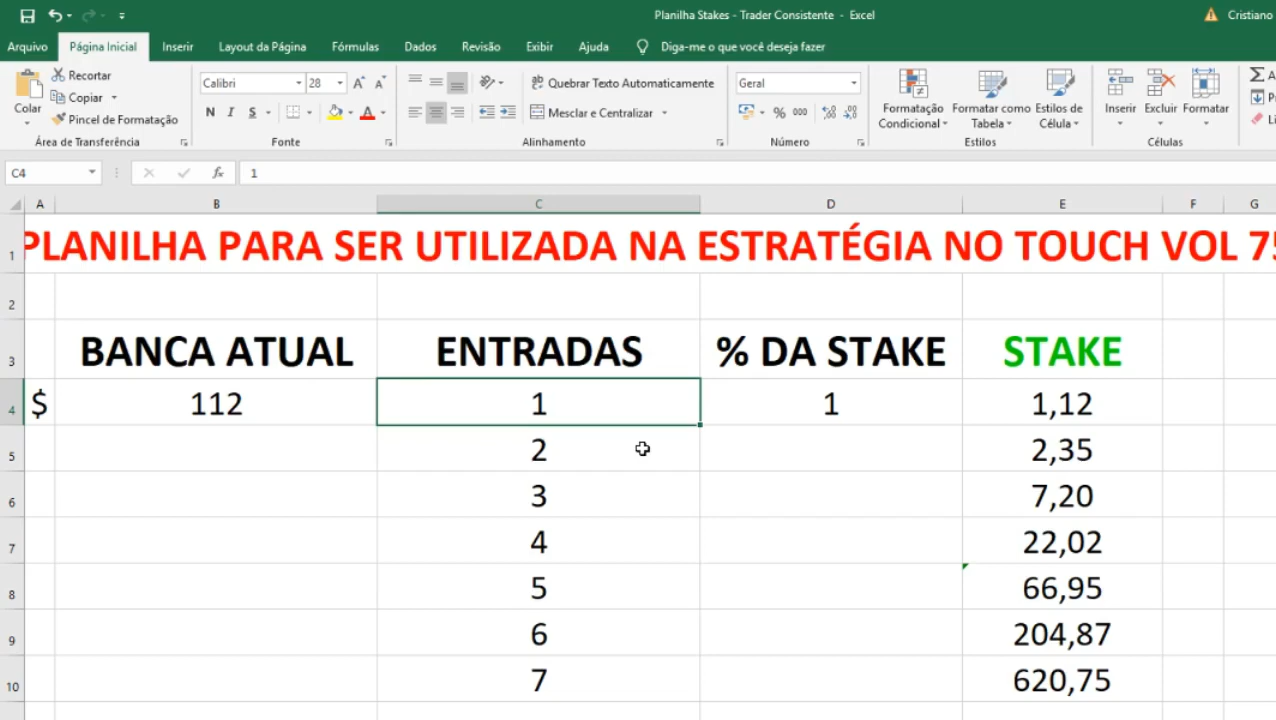 Planilha Stakes - Trader Consistente - Excel
Cristiano
Arquivo Página Inicial Inserir Layout da Página Fórmulas Dados Revisão Exibir Ajuda Diga-me o que você deseja fazer
Colar
Recortar
Copiar
Pincel de Formatação
Área de Transferência
Calibri 28
N I S
Fonte
Quebrar Texto Automaticamente
Mesclar e Centralizar
Alinhamento
Geral
% 000
Número
Formatação Condicional
Formatar como Tabela
Estilos de Célula
Estilos
Inserir Excluir Formatar
Células
C4 fx 1
A B C D E F G
1 PLANILHA PARA SER UTILIZADA NA ESTRATÉGIA NO TOUCH VOL 75
2
3 BANCA ATUAL ENTRADAS % DA STAKE STAKE
4 $ 112 1 1 1,12
5 2 2,35
6 3 7,20
7 4 22,02
8 5 66,95
9 6 204,87
10 7 620,75